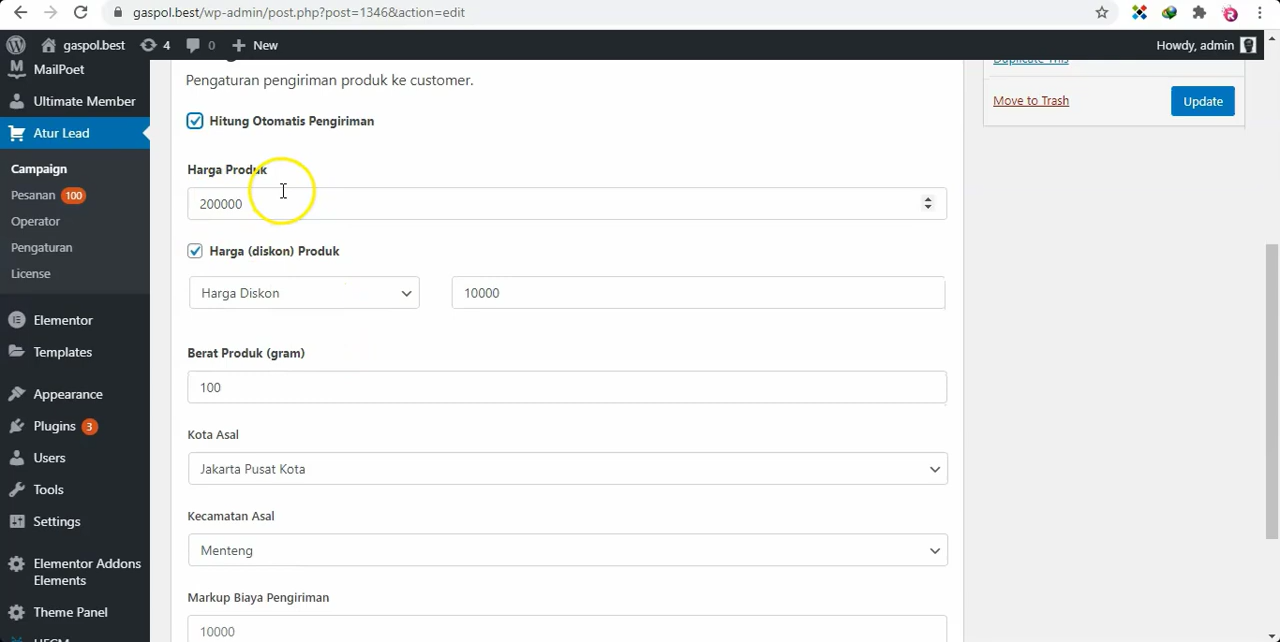 gaspol.best/wp-admin/post.php?post=1346&action=edit
gaspol.best
4
0
New
Howdy, admin
MailPoet
Ultimate Member
Atur Lead
Campaign
Pesanan 100
Operator
Pengaturan
License
Elementor
Templates
Appearance
Plugins 3
Users
Tools
Settings
Elementor Addons
Elements
Theme Panel
Pengaturan pengiriman produk ke customer.
Hitung Otomatis Pengiriman
Harga Produk
200000
Harga (diskon) Produk
Harga Diskon
10000
Berat Produk (gram)
100
Kota Asal
Jakarta Pusat Kota
Kecamatan Asal
Menteng
Markup Biaya Pengiriman
10000
Duplicate This
Move to Trash
Update